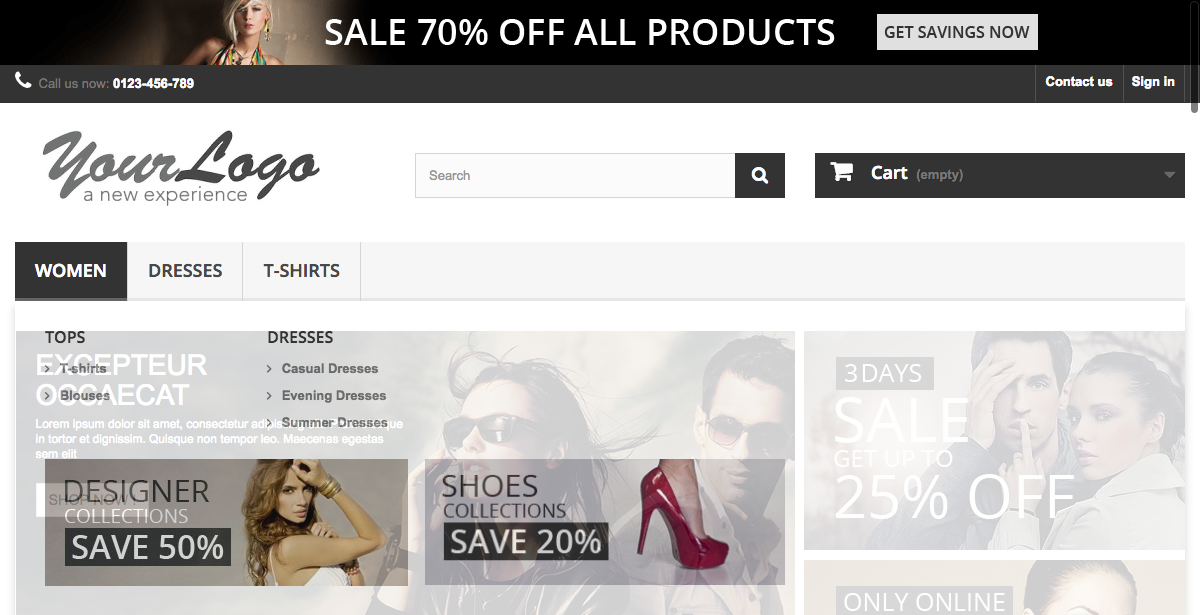 SALE 70% OFF ALL PRODUCTS
GET SAVINGS NOW
Call us now: 0123-456-789
Contact us
Sign in
YourLogo
a new experience
Search
Cart (empty)
WOMEN
DRESSES
T-SHIRTS
TOPS
T-shirts
Blouses
DRESSES
Casual Dresses
Evening Dresses
Summer Dresses
EXCEPTEUR
OCCAECAT
Lorem ipsum dolor sit amet, consectetur
in tortor et dignissim. Quisque non tempor leo. Maecenas egestas
sem elit
SHOP NOW !
DESIGNER
COLLECTIONS
SAVE 50%
SHOES
COLLECTIONS
SAVE 20%
3 DAYS
SALE
GET UP TO
25% OFF
ONLY ONLINE